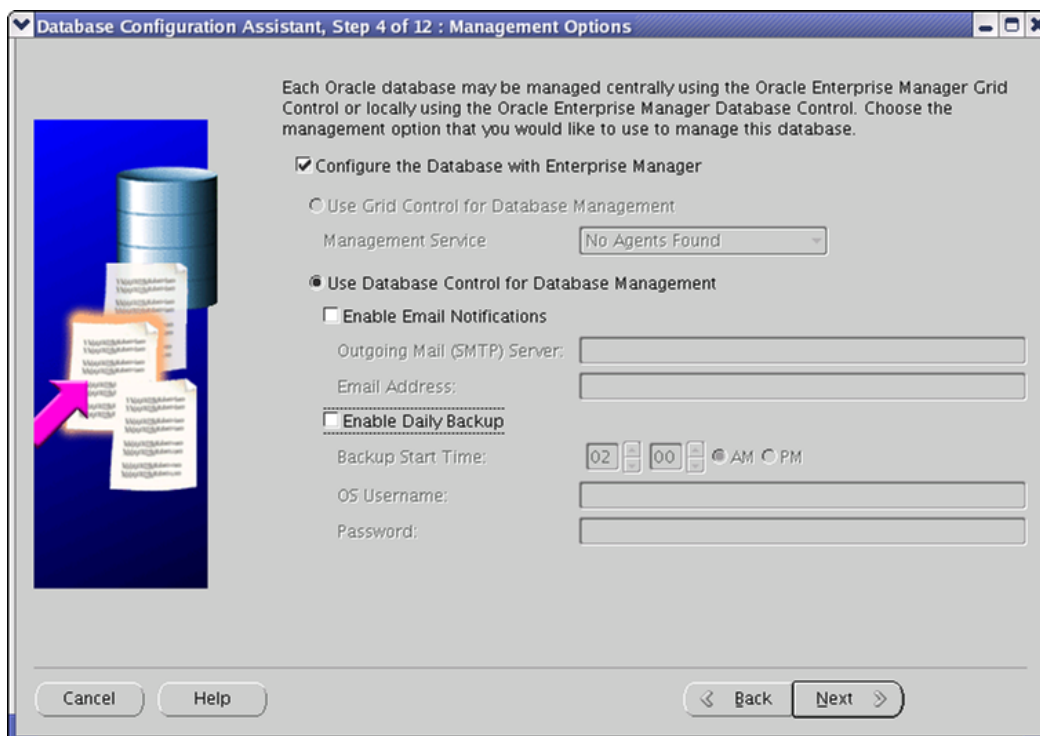 Database Configuration Assistant, Step 4 of 12 : Management Options
Each Oracle database may be managed centrally using the Oracle Enterprise Manager Grid
Control or locally using the Oracle Enterprise Manager Database Control. Choose the
management option that you would like to use to manage this database.
Configure the Database with Enterprise Manager
Use Grid Control for Database Management
Management Service No Agents Found
Use Database Control for Database Management
Enable Email Notifications
Outgoing Mail (SMTP) Server:
Email Address:
Enable Daily Backup
Backup Start Time: 02 00 AM PM
OS Username:
Password:
Cancel Help Back Next